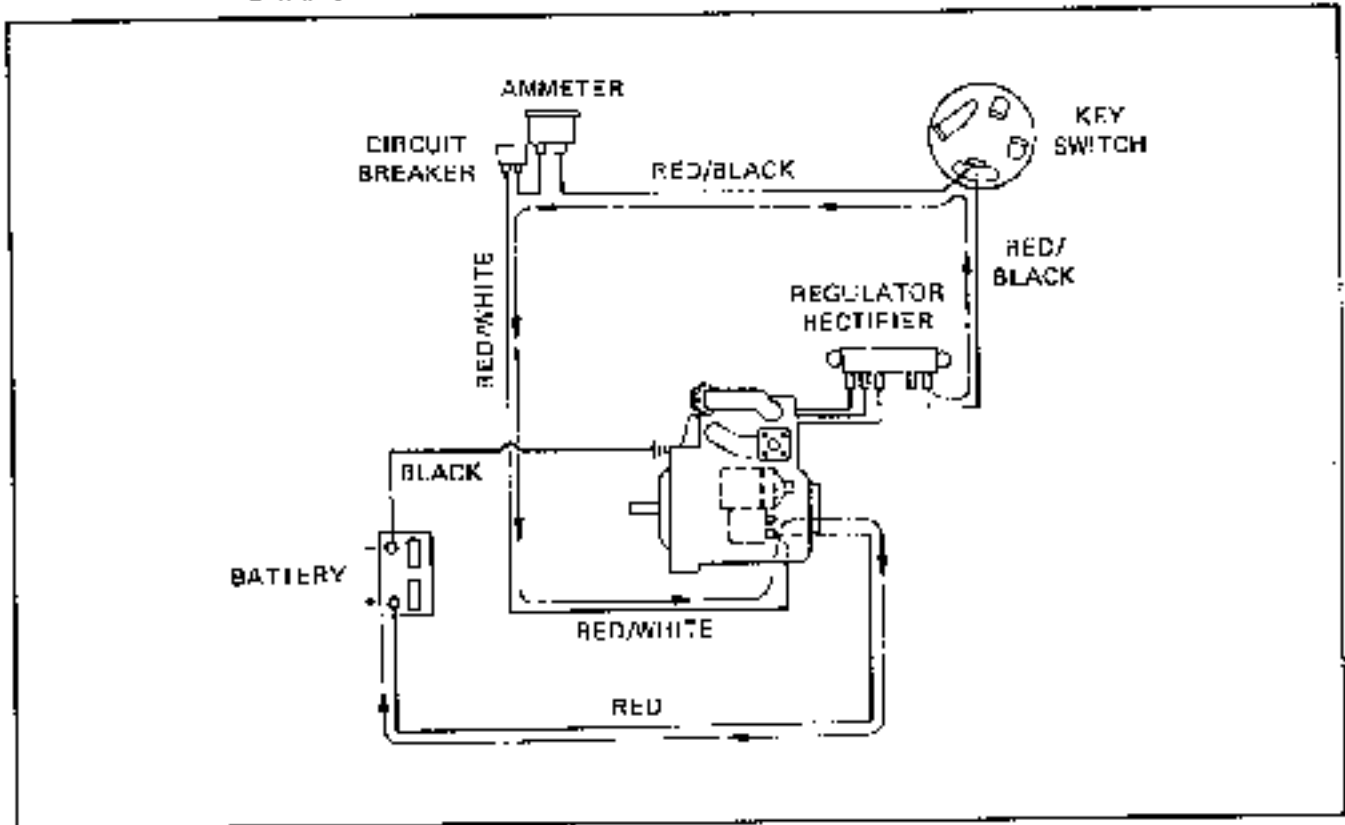 AMMETER
CIRCUIT
BREAKER
KEY
SWITCH
RED/BLACK
RED/
BLACK
RED/WHITE
REGULATOR
RECTIFIER
BLACK
BATTERY
-
+
RED/WHITE
RED